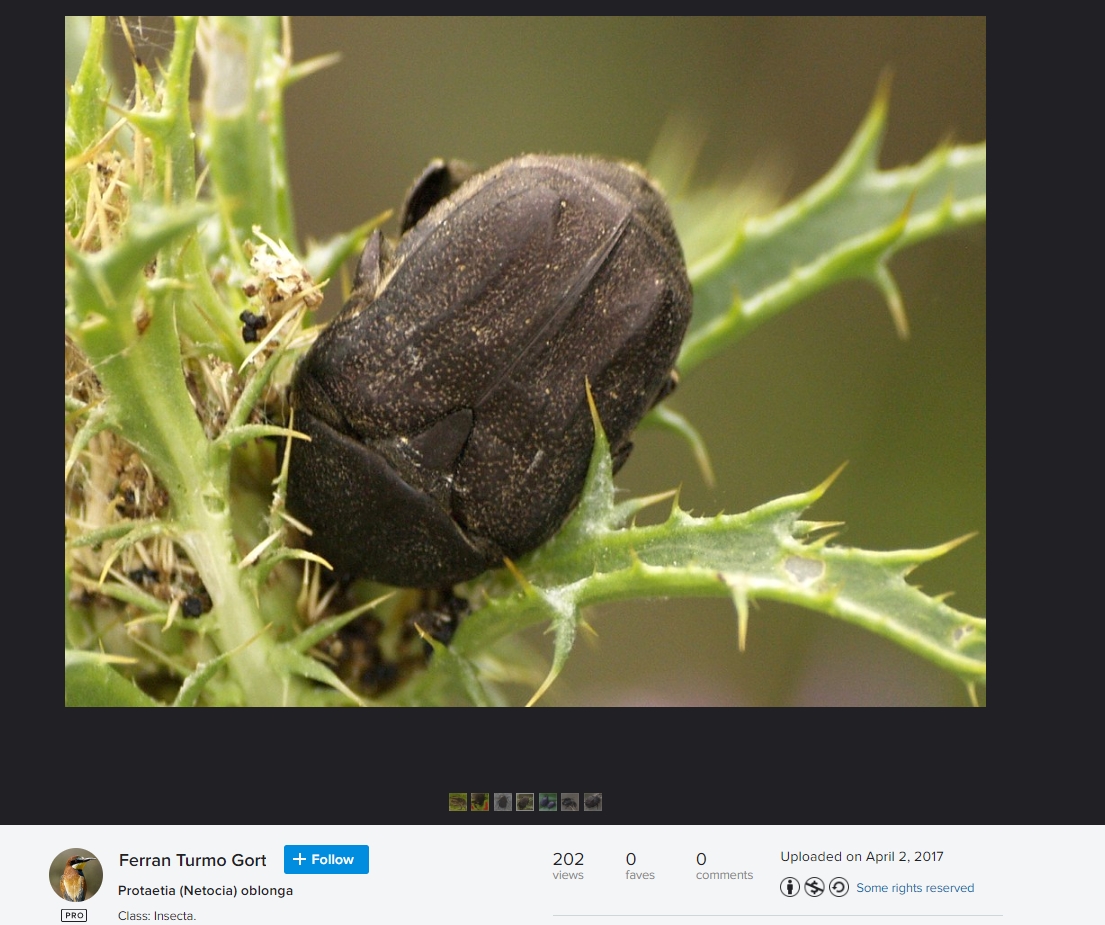 Ferran Turmo Gort
+ Follow
Protaetia (Netocia) oblonga
PRO
Class: Insecta.
202
views
0
faves
0
comments
Uploaded on April 2, 2017
Some rights reserved